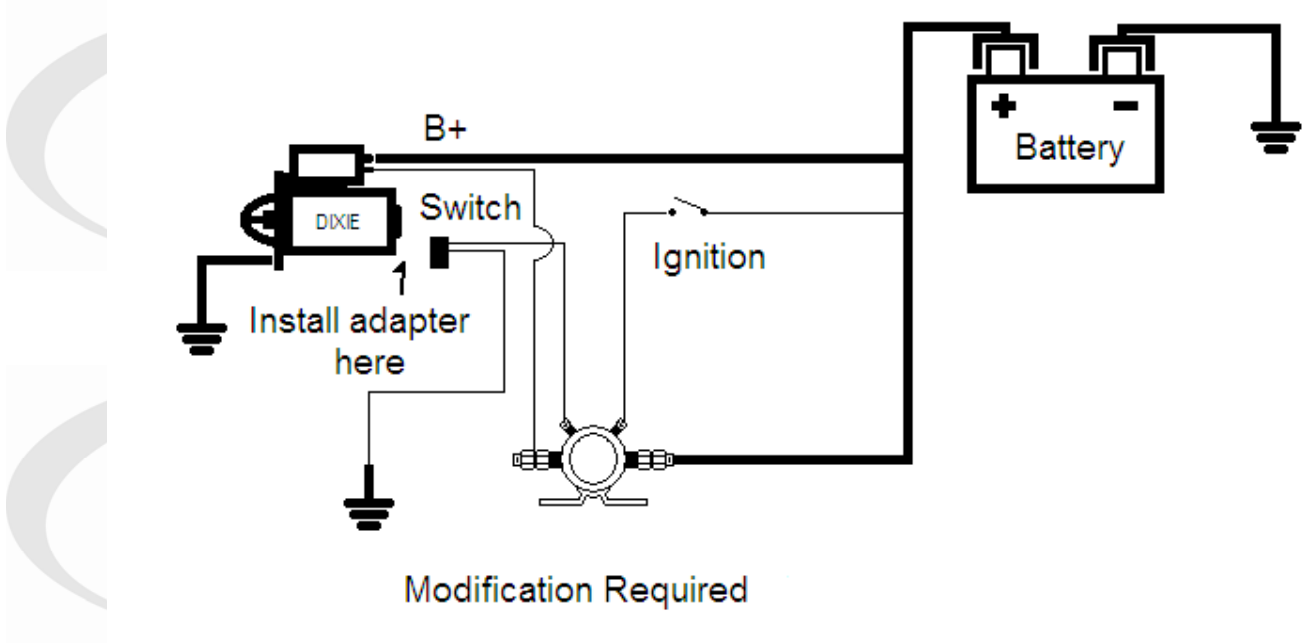 B+
+ −
Battery
DIXIE
Switch
Ignition
Install adapter
here
Modification Required